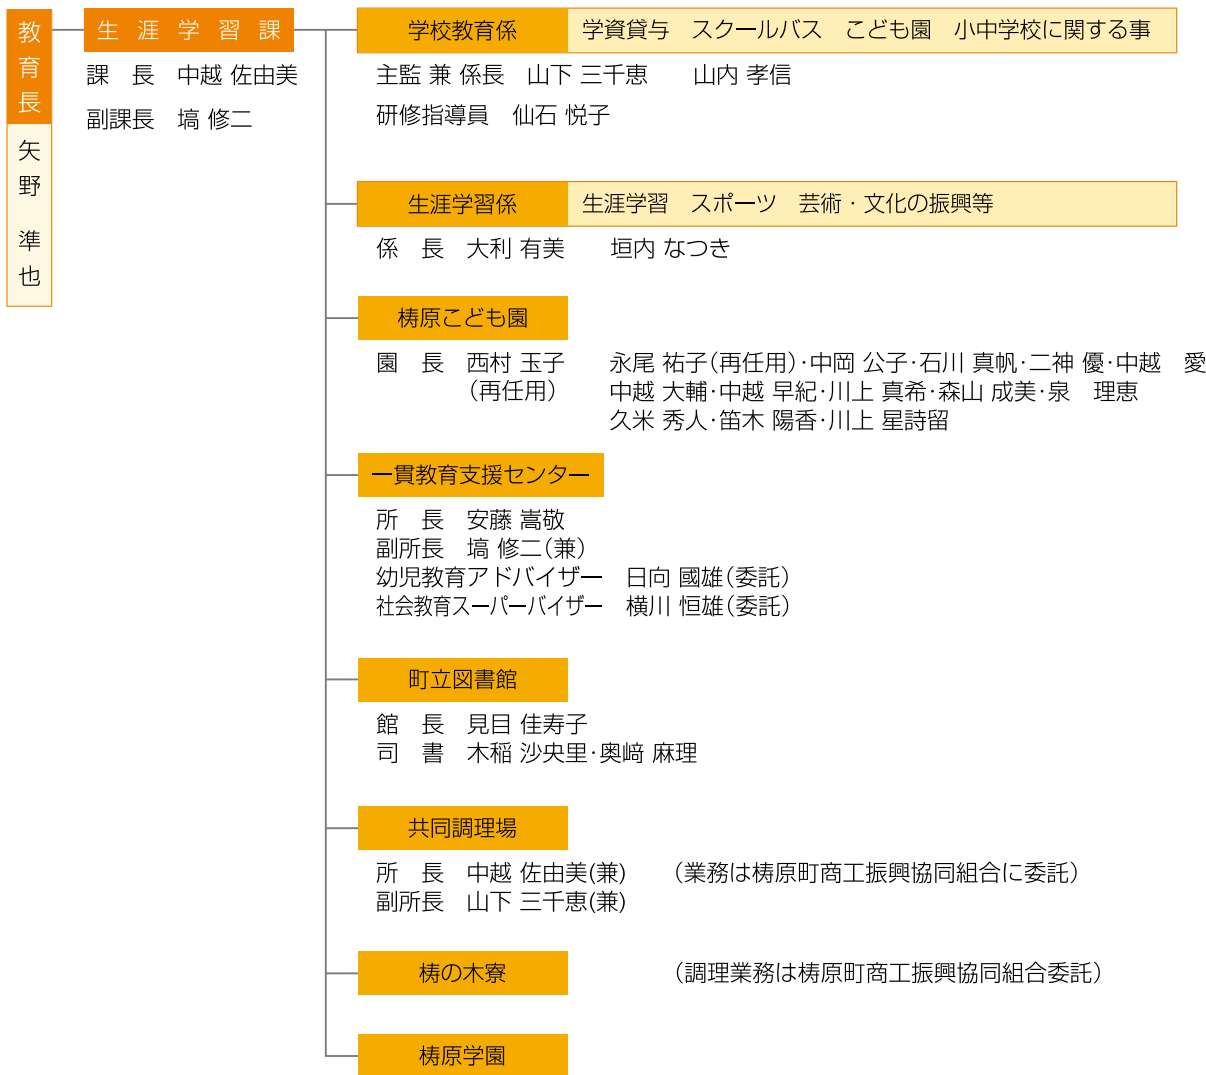 教育長
矢野　準也
生涯学習課
課　長　中越 佐由美
副課長　塙 修二
学校教育係　学資貸与　スクールバス　こども園　小中学校に関する事
主監 兼 係長　山下 三千恵　　山内 孝信
研修指導員　仙石 悦子
生涯学習係　生涯学習　スポーツ　芸術・文化の振興等
係　長　大利 有美　　垣内 なつき
梼原こども園
園　長　西村 玉子　　永尾 祐子（再任用）・中岡 公子・石川 真帆・二神 優・中越　愛
（再任用）　　中越 大輔・中越 早紀・川上 真希・森山 成美・泉　理恵
久米 秀人・笛木 陽香・川上 星詩留
一貫教育支援センター
所　長　安藤 嵩敬
副所長　塙 修二（兼）
幼児教育アドバイザー　日向 國雄（委託）
社会教育スーパーバイザー　横川 恒雄（委託）
町立図書館
館　長　見目 佳寿子
司　書　木稲 沙央里・奥﨑 麻理
共同調理場
所　長　中越 佐由美(兼)　　（業務は梼原町商工振興協同組合に委託）
副所長　山下 三千恵(兼)
梼の木寮　　（調理業務は梼原町商工振興協同組合委託）
梼原学園